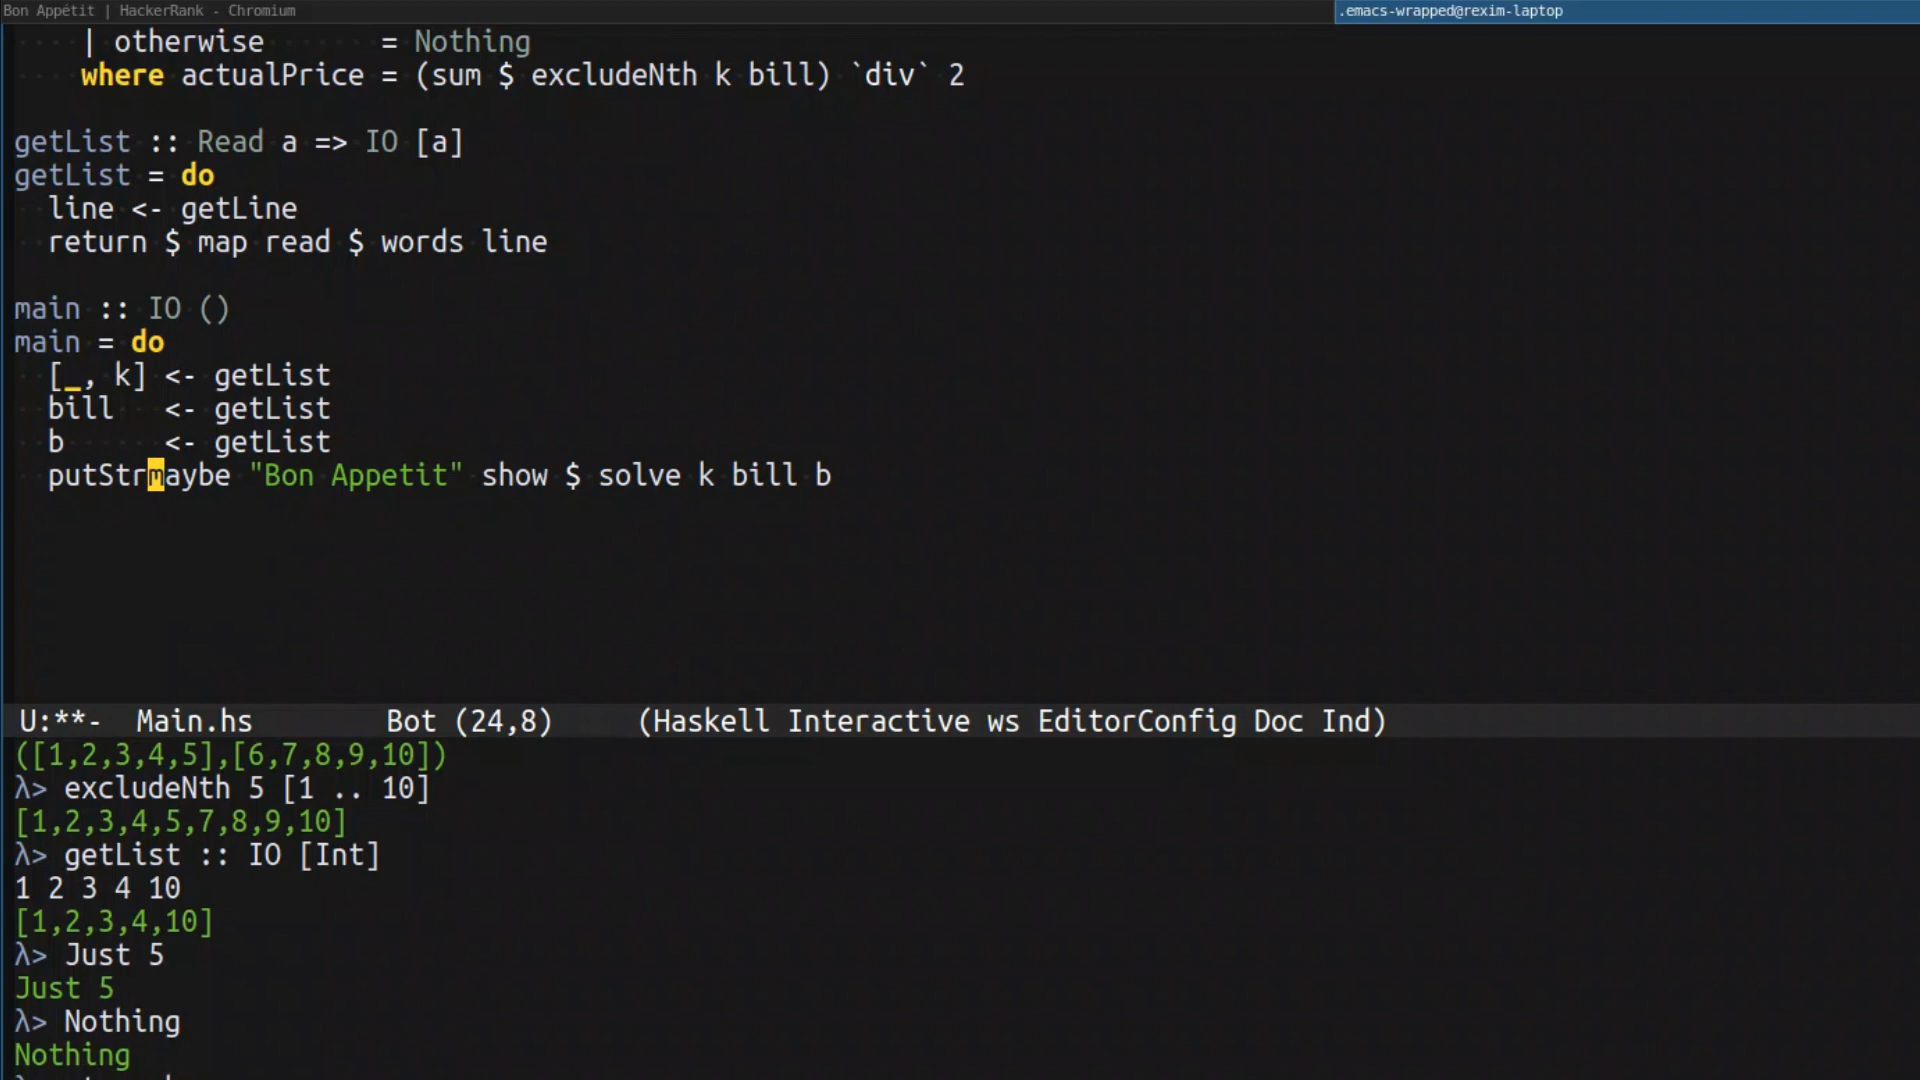 Bon Appétit | HackerRank - Chromium
.emacs-wrapped@rexim-laptop
| otherwise       = Nothing
where actualPrice = (sum $ excludeNth k bill) `div` 2
getList :: Read a => IO [a]
getList = do
line <- getLine
return $ map read $ words line
main :: IO ()
main = do
[_, k] <- getList
bill   <- getList
b      <- getList
putStrmaybe "Bon Appetit" show $ solve k bill b
U:**-  Main.hs        Bot (24,8)     (Haskell Interactive ws EditorConfig Doc Ind)
([1,2,3,4,5],[6,7,8,9,10])
λ> excludeNth 5 [1 .. 10]
[1,2,3,4,5,7,8,9,10]
λ> getList :: IO [Int]
1 2 3 4 10
[1,2,3,4,10]
λ> Just 5
Just 5
λ> Nothing
Nothing